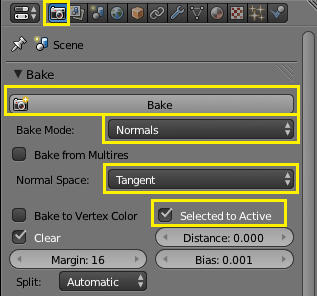 Scene
Bake
Bake
Bake Mode: Normals
Bake from Multires
Normal Space: Tangent
Bake to Vertex Color Selected to Active
Clear Distance: 0.000
Margin: 16 Bias: 0.001
Split: Automatic